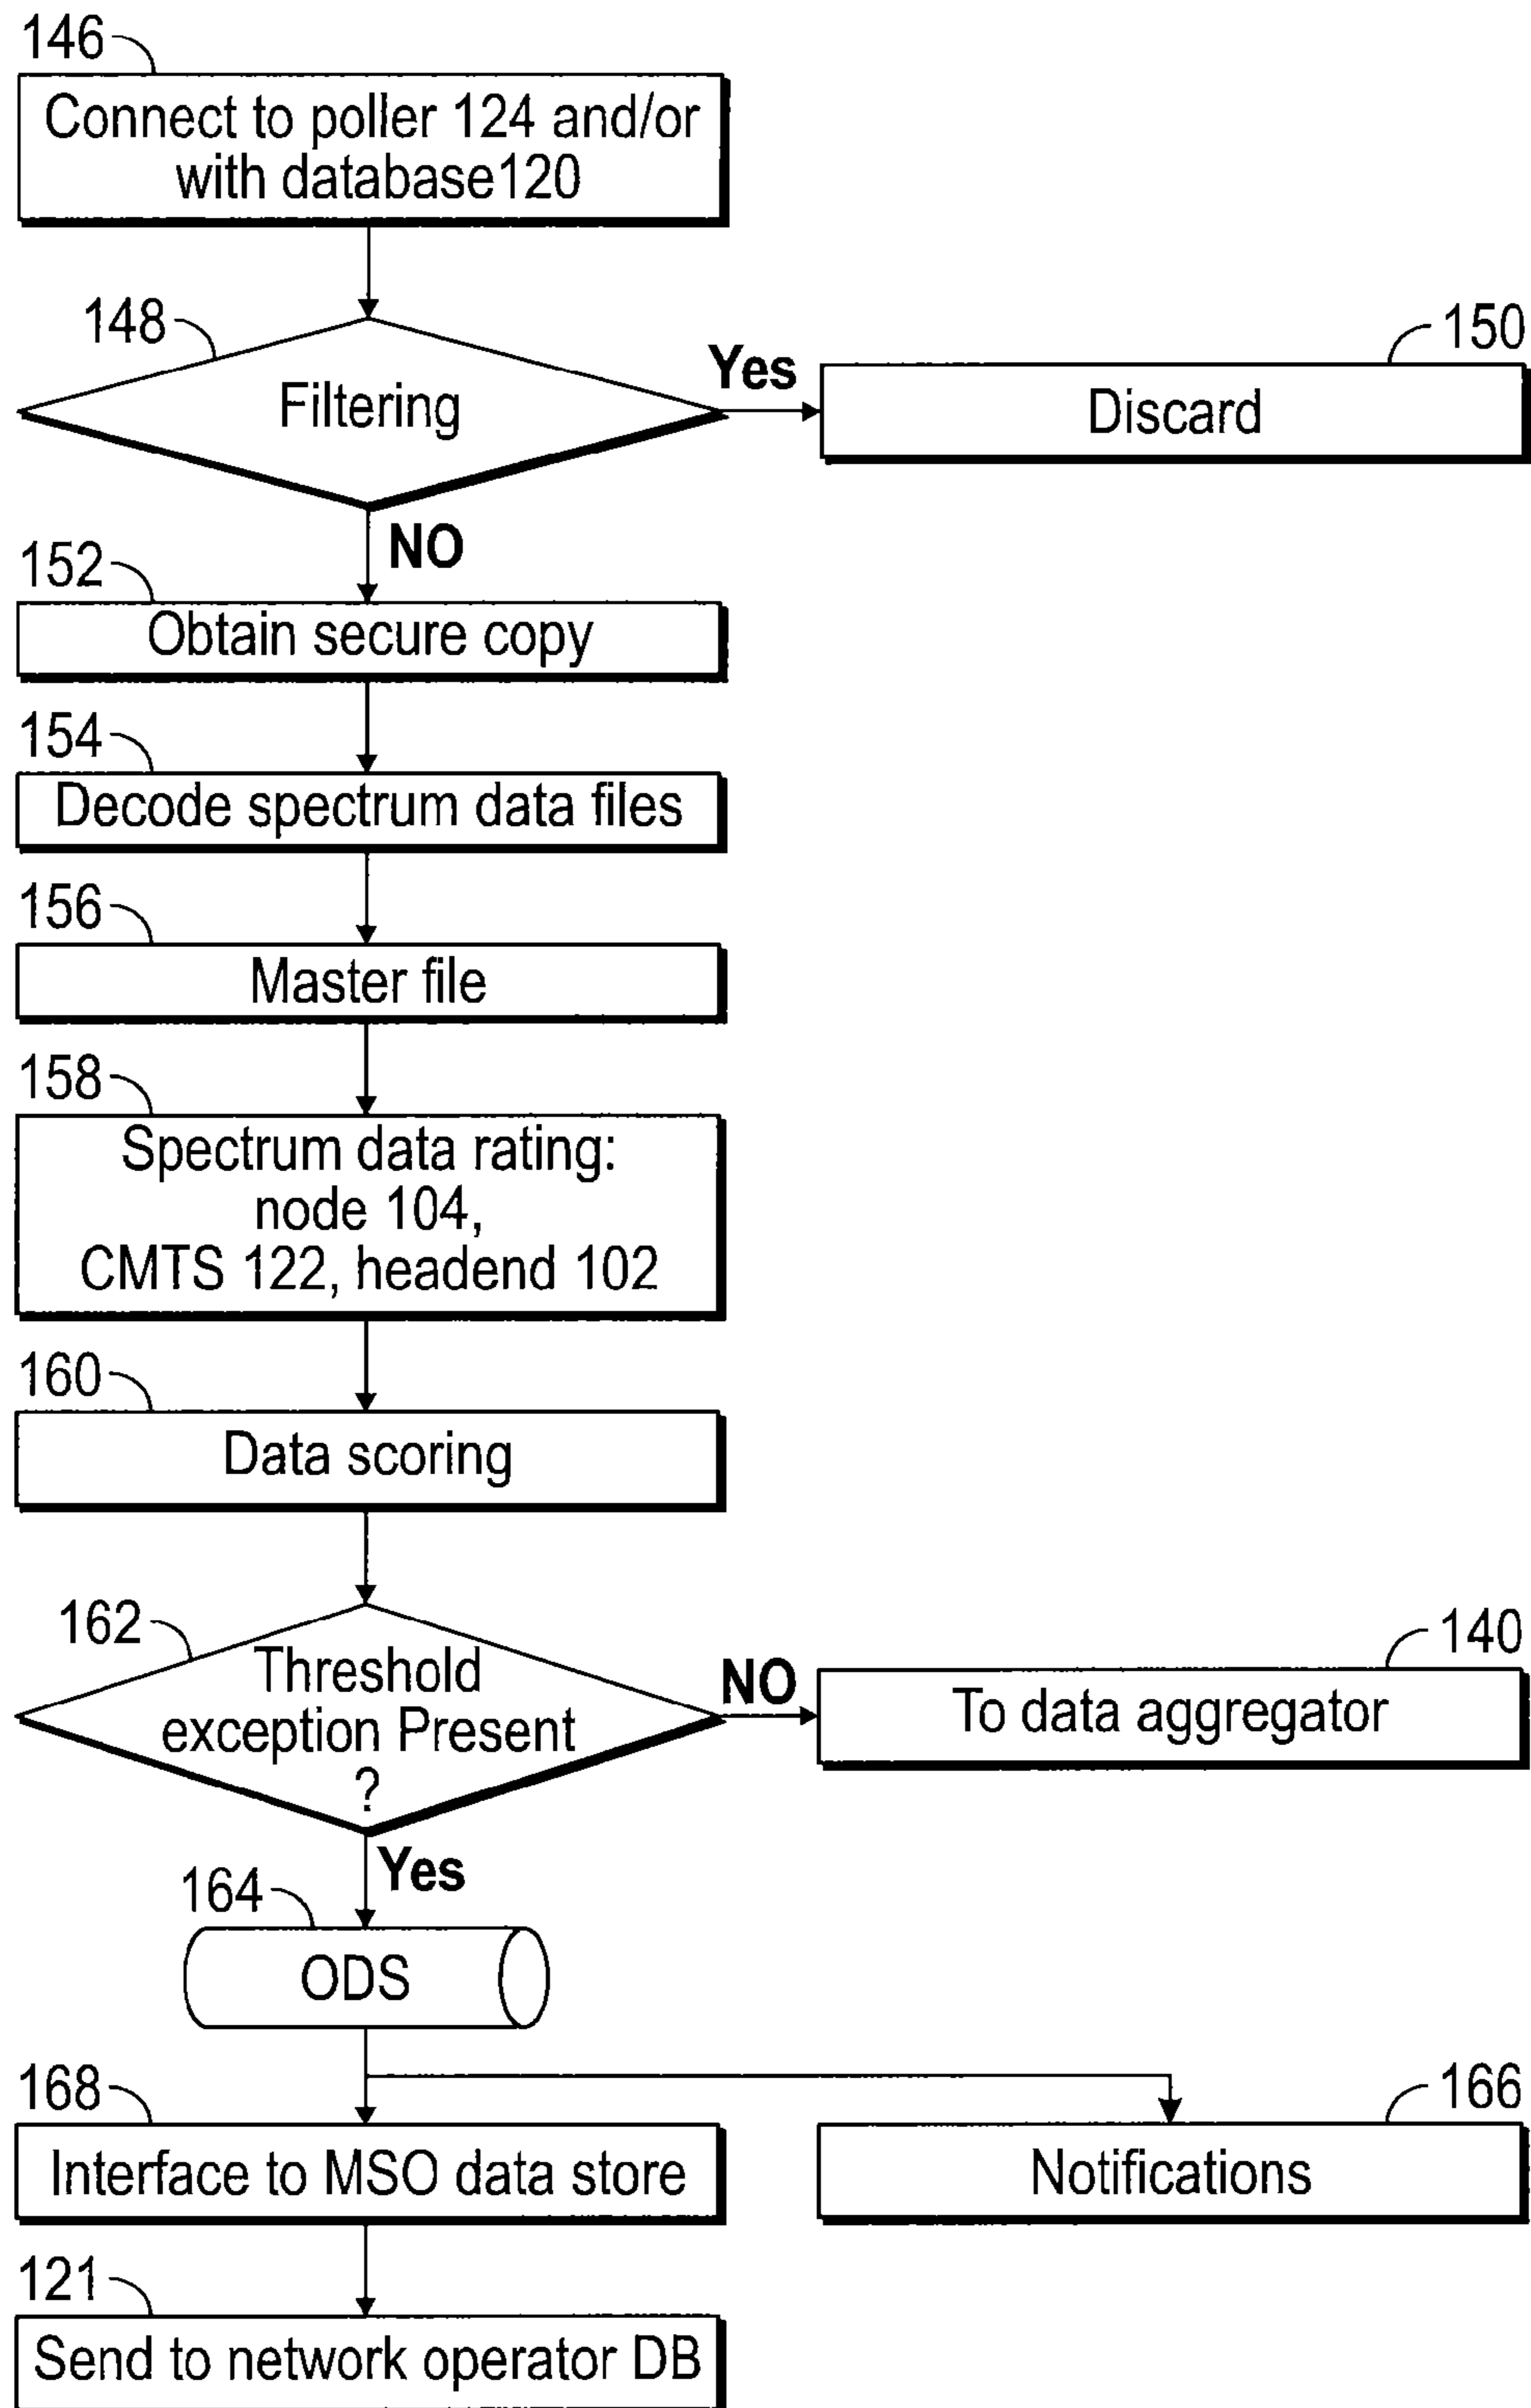 146
Connect to poller 124 and/or
with database120
148
Filtering
Yes
150
Discard
NO
152
Obtain secure copy
154
Decode spectrum data files
156
Master file
158
Spectrum data rating:
node 104,
CMTS 122, headend 102
160
Data scoring
162
Threshold
exception Present
?
NO
140
To data aggregator
Yes
164
ODS
168
Interface to MSO data store
166
Notifications
121
Send to network operator DB